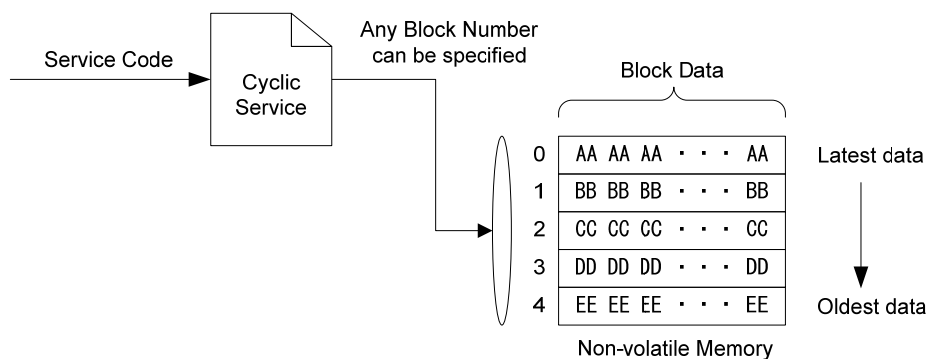 Service Code
Cyclic
Service
Any Block Number
can be specified
Block Data
0 AA AA AA · · · AA Latest data
1 BB BB BB · · · BB
2 CC CC CC · · · CC
3 DD DD DD · · · DD
4 EE EE EE · · · EE Oldest data
Non-volatile Memory